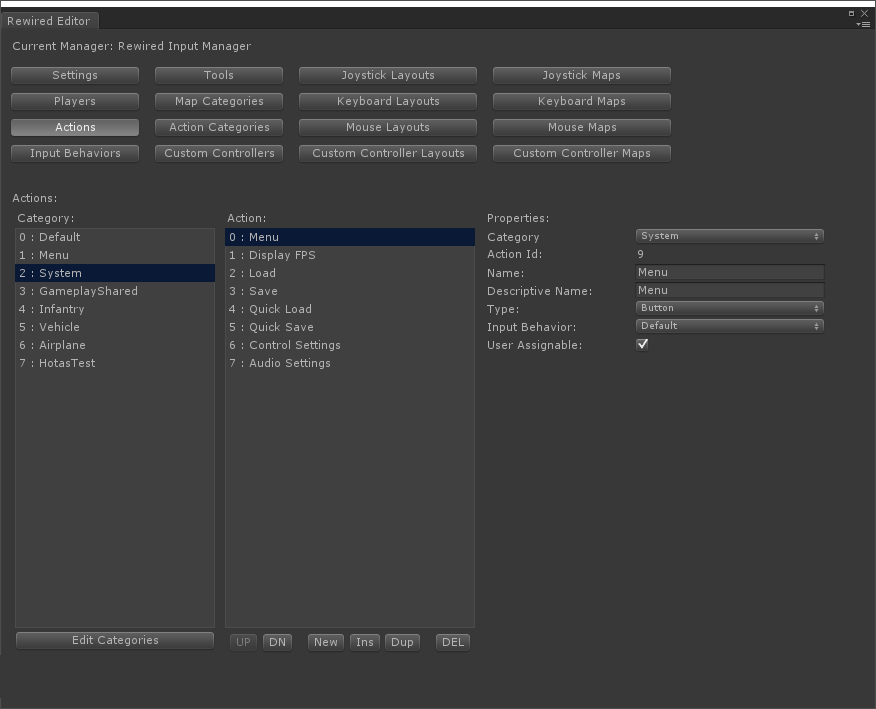 Rewired Editor
Current Manager: Rewired Input Manager
Settings Tools Joystick Layouts Joystick Maps
Players Map Categories Keyboard Layouts Keyboard Maps
Actions Action Categories Mouse Layouts Mouse Maps
Input Behaviors Custom Controllers Custom Controller Layouts Custom Controller Maps
Actions:
Category: Action: Properties:
0 : Default 0 : Menu Category System
1 : Menu 1 : Display FPS Action Id: 9
2 : System 2 : Load Name: Menu
3 : GameplayShared 3 : Save Descriptive Name: Menu
4 : Infantry 4 : Quick Load Type: Button
5 : Vehicle 5 : Quick Save Input Behavior: Default
6 : Airplane 6 : Control Settings User Assignable:
7 : HotasTest 7 : Audio Settings
Edit Categories UP DN New Ins Dup DEL